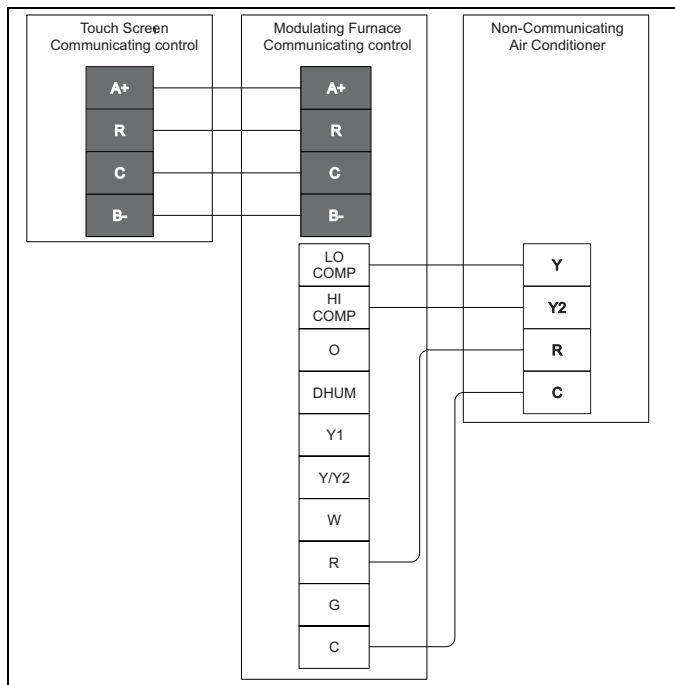 Touch Screen
Communicating control
Modulating Furnace
Communicating control
Non-Communicating
Air Conditioner
A+
R
C
B-
A+
R
C
B-
LO
COMP
HI
COMP
O
DHUM
Y1
Y/Y2
W
R
G
C
Y
Y2
R
C